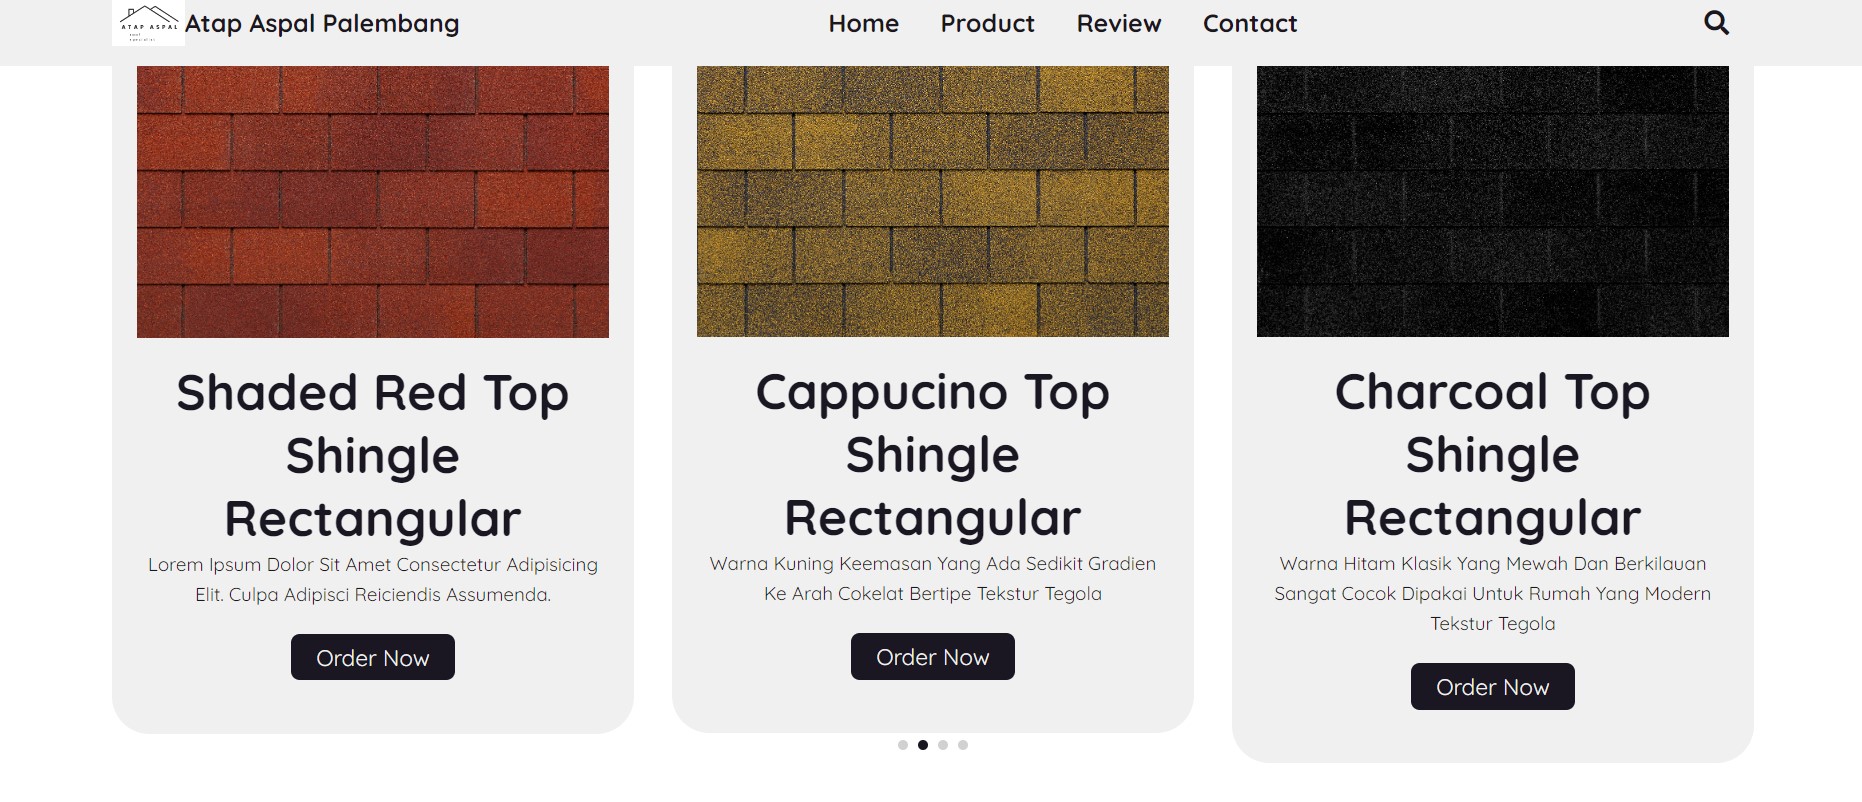 ATAP ASPAL
Atap Aspal Palembang
Home
Product
Review
Contact
Shaded Red Top
Shingle
Rectangular
Lorem Ipsum Dolor Sit Amet Consectetur Adipisicing
Elit. Culpa Adipisci Reiciendis Assumenda.
Order Now
Cappucino Top
Shingle
Rectangular
Warna Kuning Keemasan Yang Ada Sedikit Gradien
Ke Arah Cokelat Bertipe Tekstur Tegola
Order Now
Charcoal Top
Shingle
Rectangular
Warna Hitam Klasik Yang Mewah Dan Berkilauan
Sangat Cocok Dipakai Untuk Rumah Yang Modern
Tekstur Tegola
Order Now